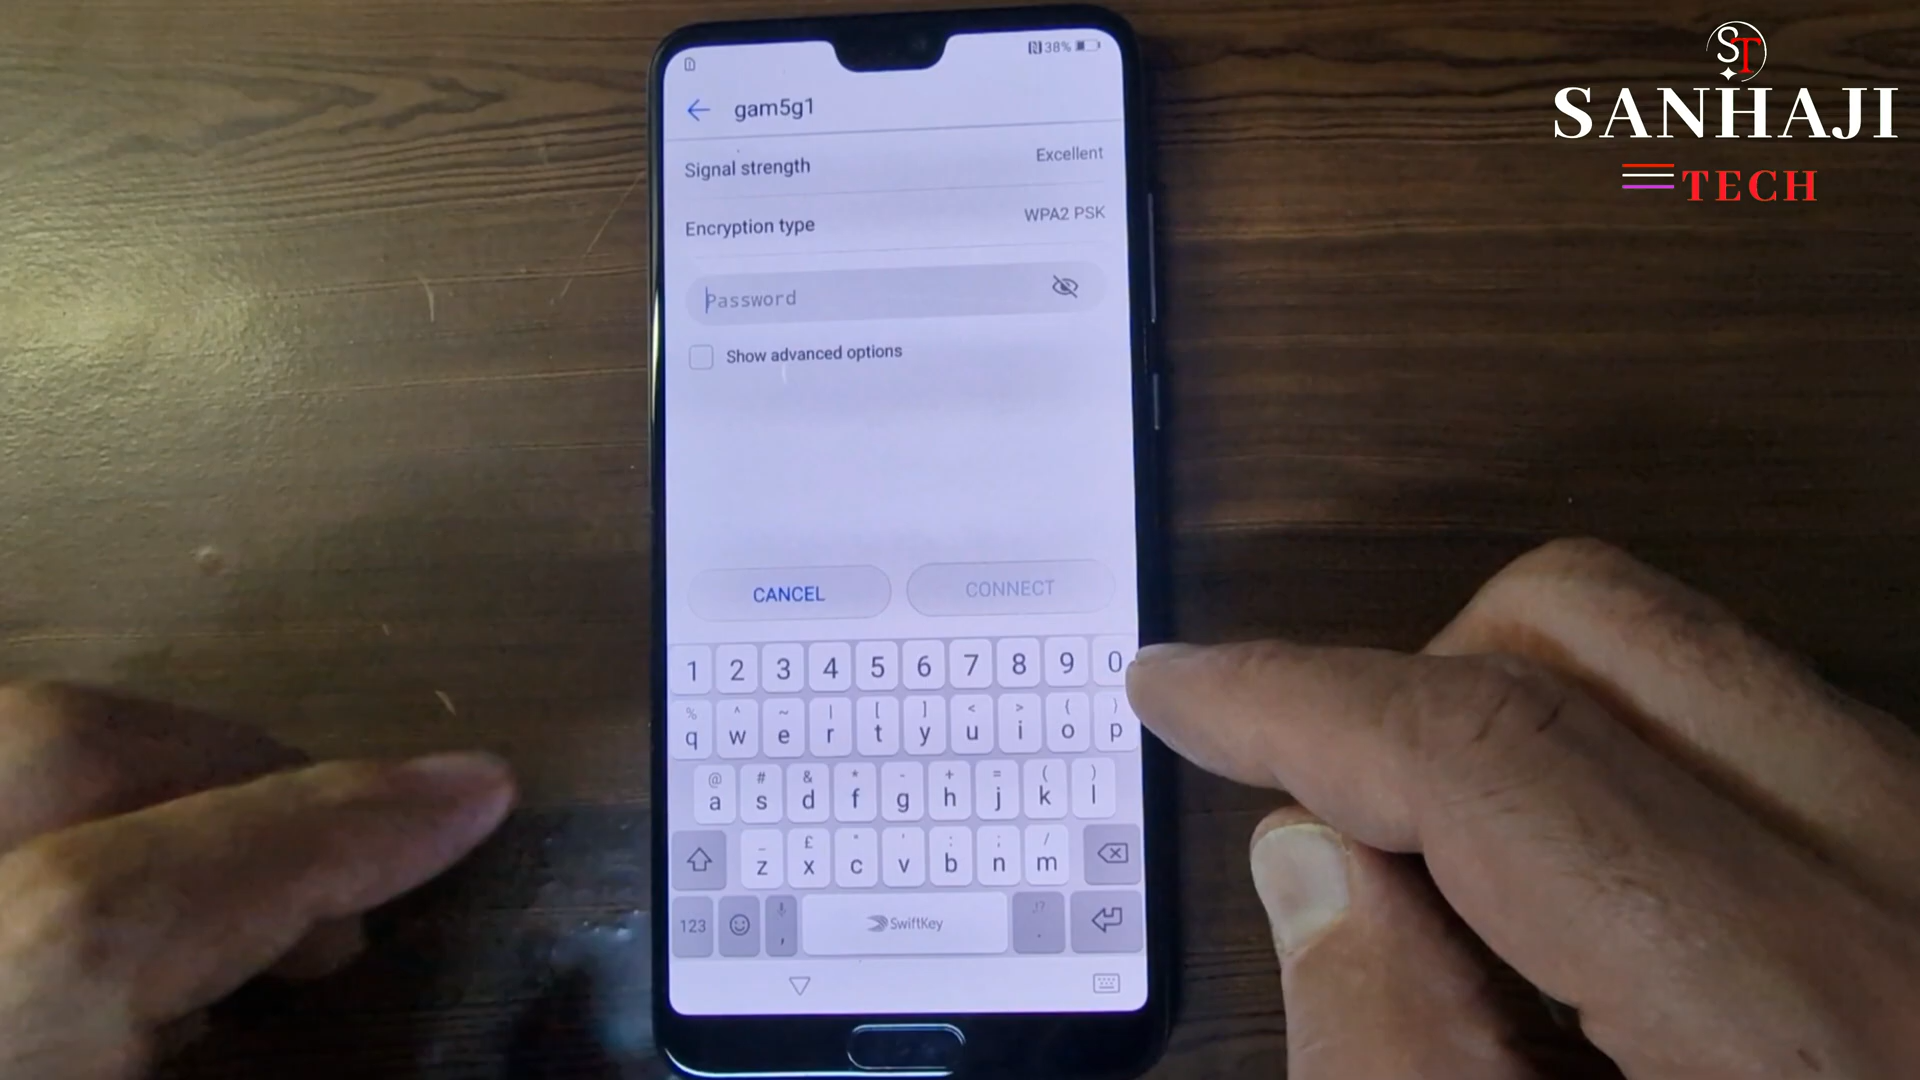 38%
gam5g1
Signal strength Excellent
Encryption type WPA2 PSK
Password
Show advanced options
CANCEL CONNECT
1 2 3 4 5 6 7 8 9 0
% ^ ~ | [ ] < > { }
q w e r t y u i o p
@ # & * - + = ( )
a s d f g h j k l
_ £ " ' : ; /
z x c v b n m
123 , SwiftKey !? .
ST
SANHAJI
TECH